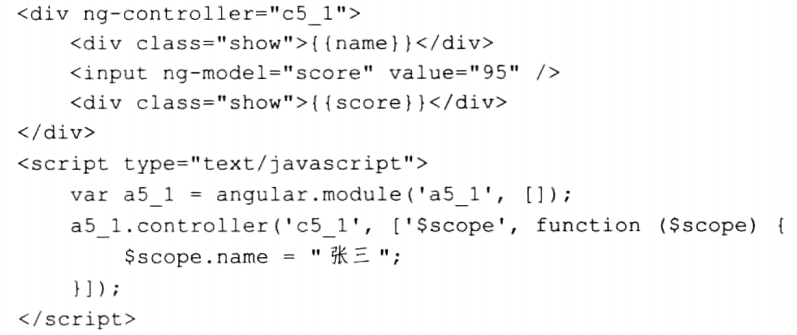 <div ng-controller="c5_1">
    <div class="show">{{name}}</div>
    <input ng-model="score" value="95" />
    <div class="show">{{score}}</div>
</div>
<script type="text/javascript">
    var a5_1 = angular.module('a5_1', []);
    a5_1.controller('c5_1', ['$scope', function ($scope) {
        $scope.name = "张三";
    }]);
</script>